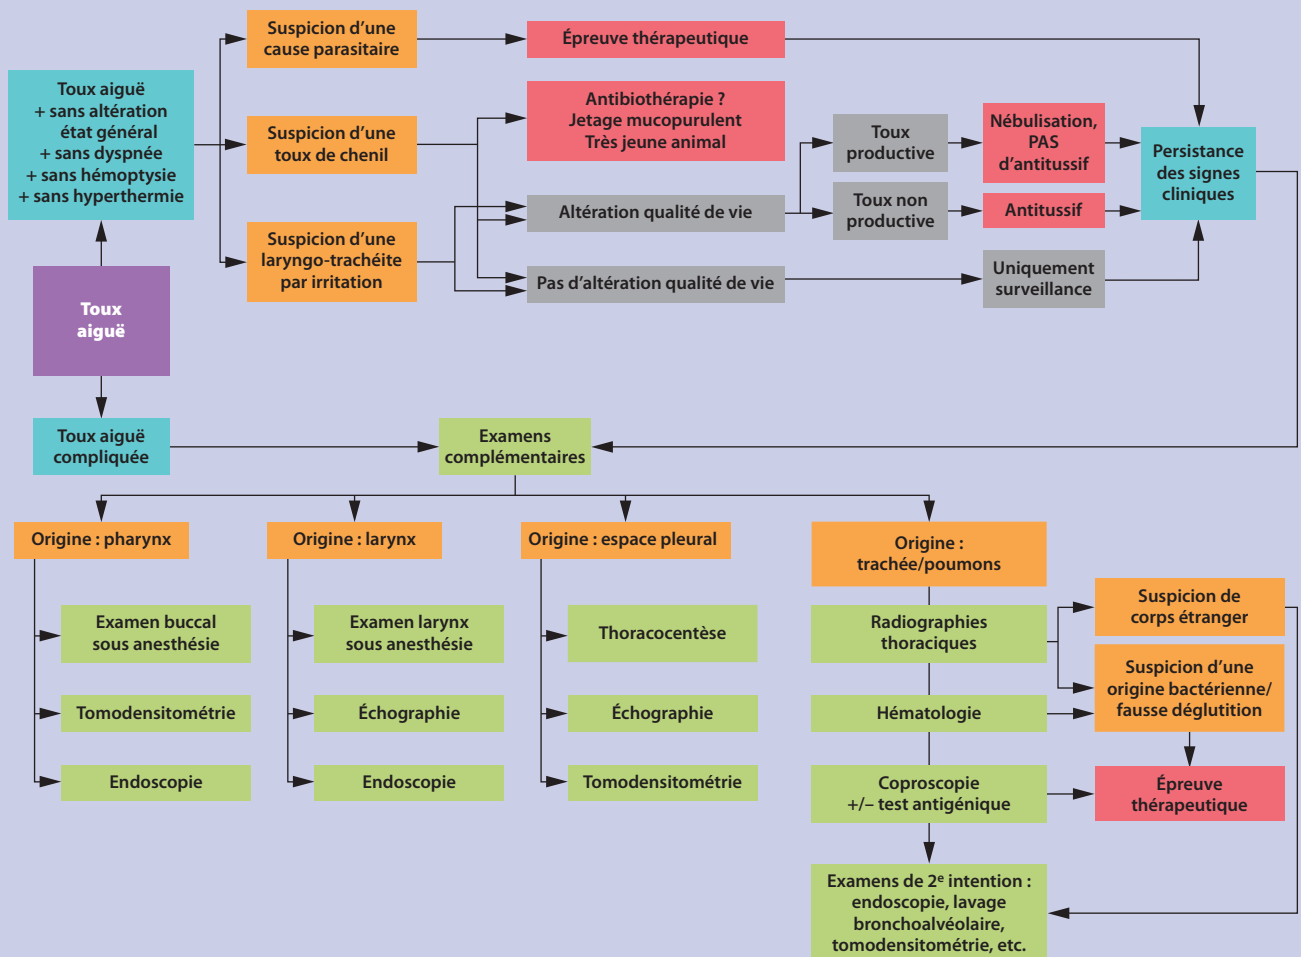 Suspicion d’une
cause parasitaire
Épreuve thérapeutique
Toux aiguë
+ sans altération
état général
+ sans dyspnée
+ sans hémoptysie
+ sans hyperthermie
Suspicion d’une
toux de chenil
Antibiothérapie ?
Jetage mucopurulent
Très jeune animal
Toux
productive
Nébulisation,
PAS
d’antitussif
Persistance
des signes
cliniques
Altération qualité de vie
Toux non
productive
Antitussif
Suspicion d’une
laryngo-trachéite
par irritation
Pas d’altération qualité de vie
Uniquement
surveillance
Toux
aiguë
Toux aiguë
compliquée
Examens
complémentaires
Origine : pharynx
Examen buccal
sous anesthésie
Tomodensitométrie
Endoscopie
Origine : larynx
Examen larynx
sous anesthésie
Échographie
Endoscopie
Origine : espace pleural
Thoracocentèse
Échographie
Tomodensitométrie
Origine :
trachée/poumons
Radiographies
thoraciques
Hématologie
Coproscopie
+/– test antigénique
Examens de 2e intention :
endoscopie, lavage
bronchoalvéolaire,
tomodensitométrie, etc.
Suspicion de
corps étranger
Suspicion d’une
origine bactérienne/
fausse déglutition
Épreuve
thérapeutique